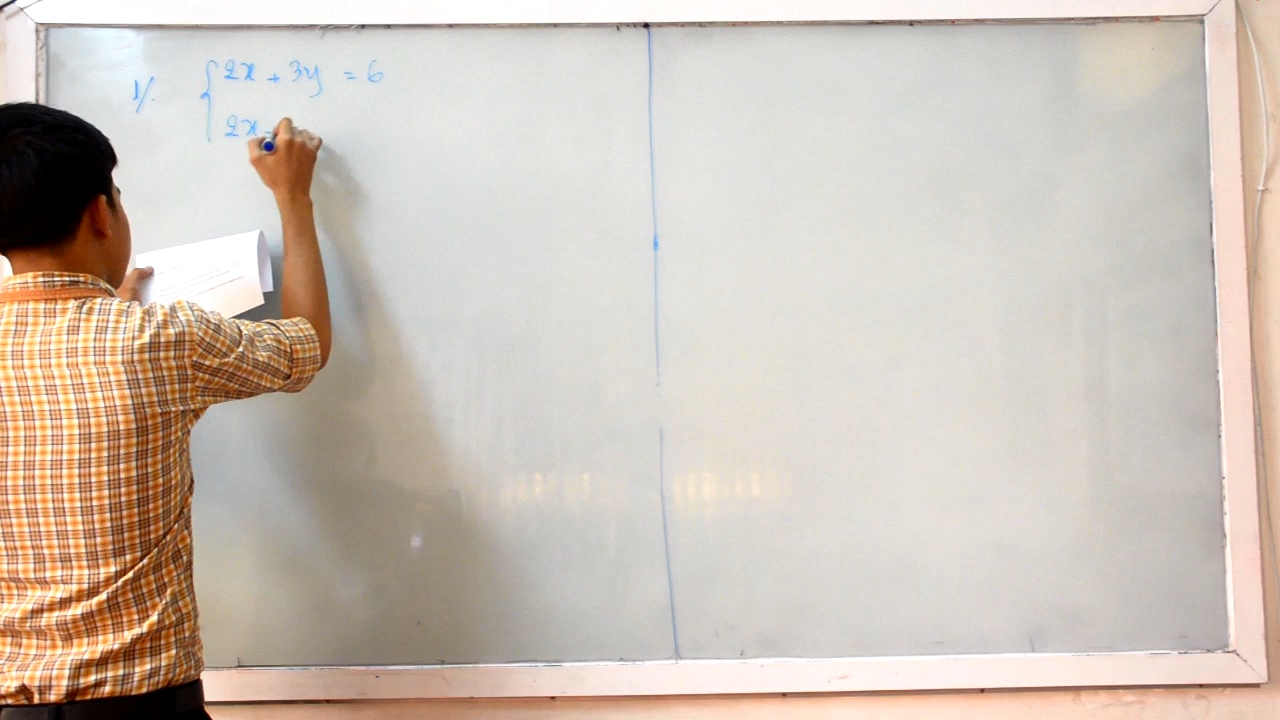 1/. { 2x + 3y = 6
2x